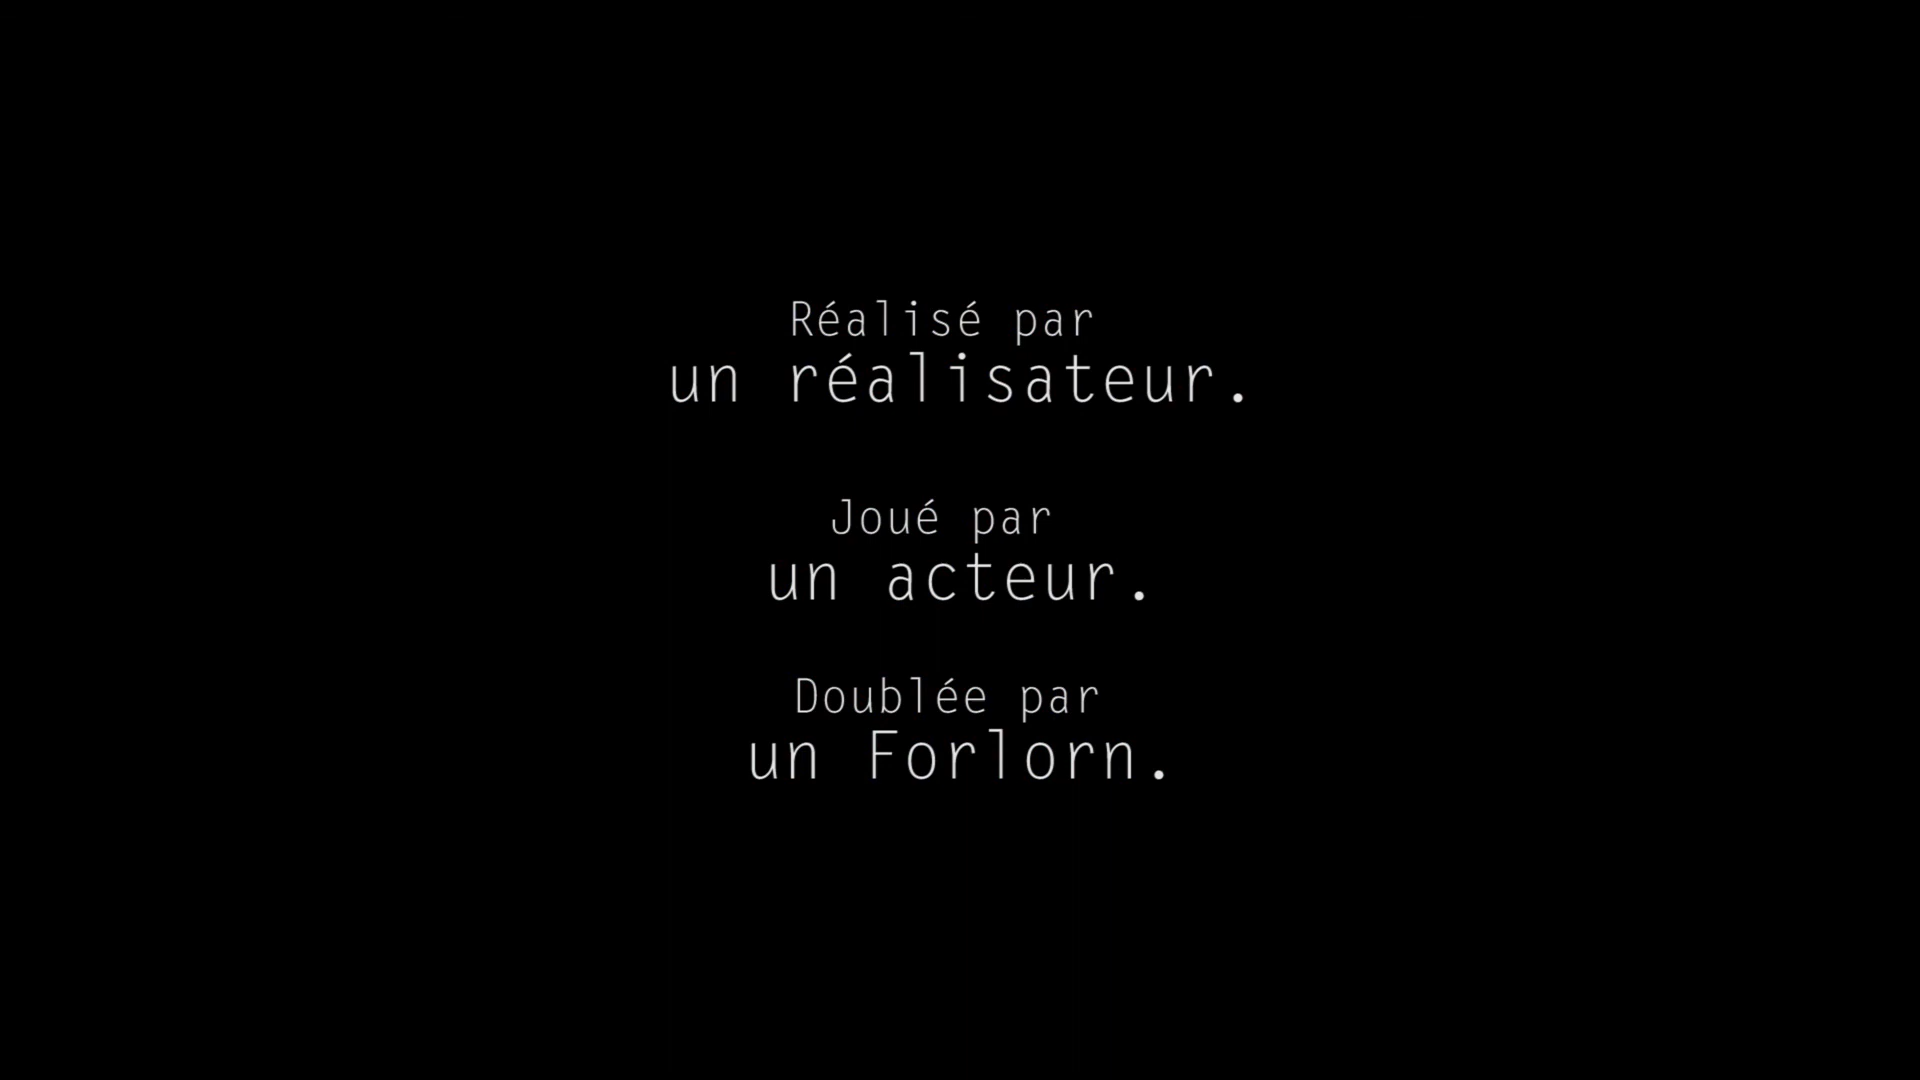 Réalisé par
un réalisateur.
Joué par
un acteur.
Doublée par
un Forlorn.